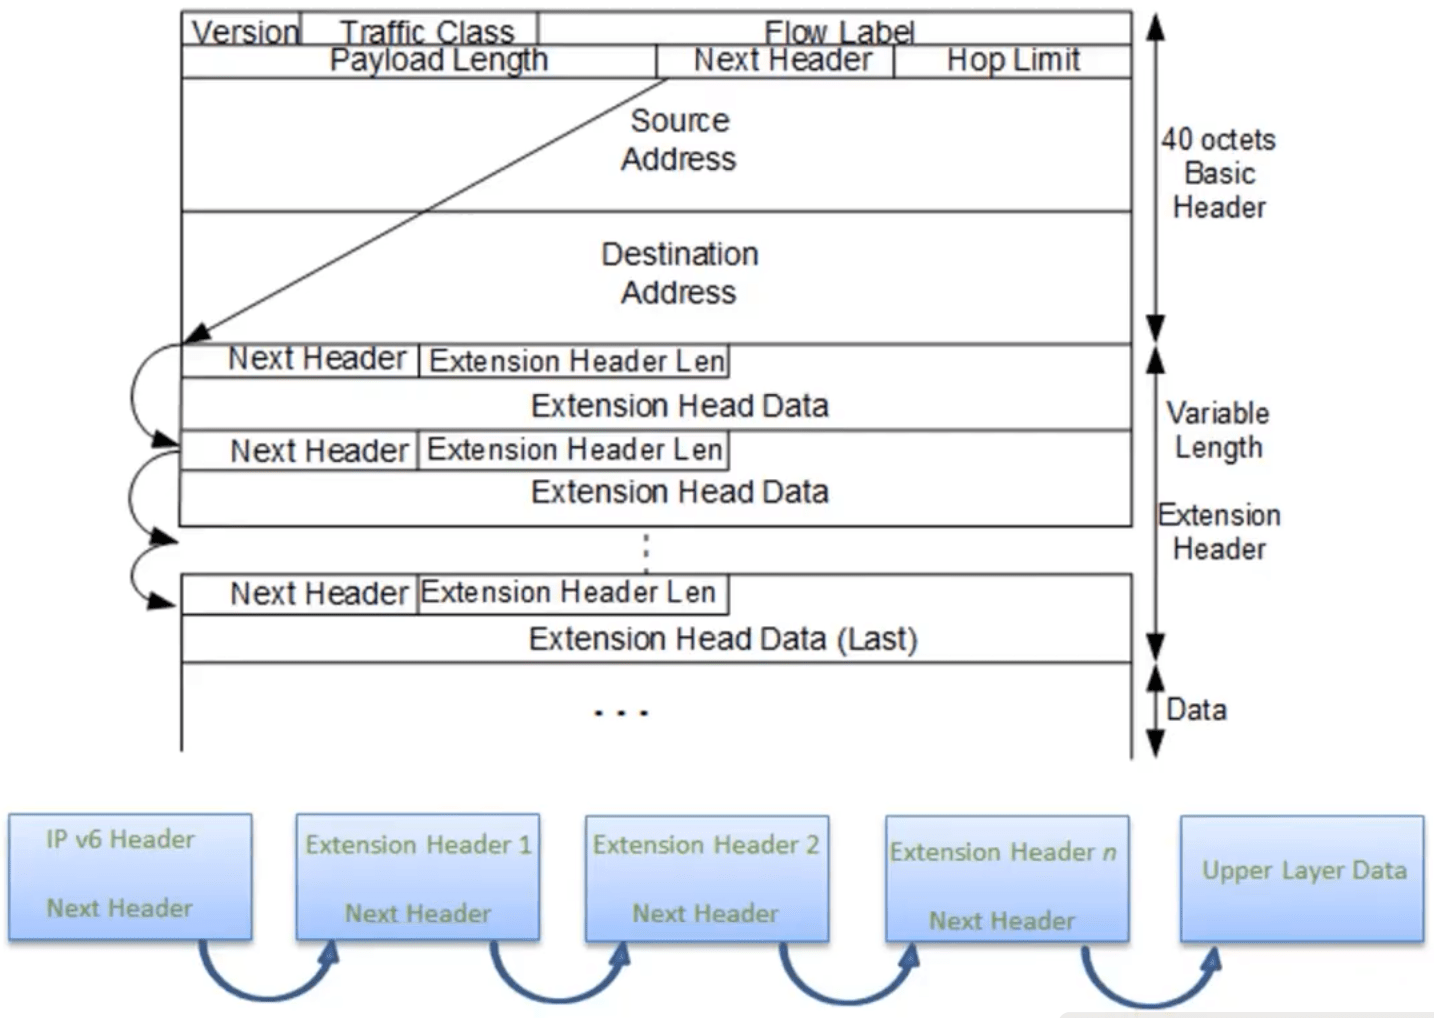 Version Traffic Class Flow Label
Payload Length Next Header Hop Limit
Source
Address
Destination
Address
40 octets
Basic
Header
Next Header Extension Header Len
Extension Head Data
Next Header Extension Header Len
Extension Head Data
Variable
Length
Extension
Header
Next Header Extension Header Len
Extension Head Data (Last)
...
Data
IP v6 Header
Next Header
Extension Header 1
Next Header
Extension Header 2
Next Header
Extension Header n
Next Header
Upper Layer Data